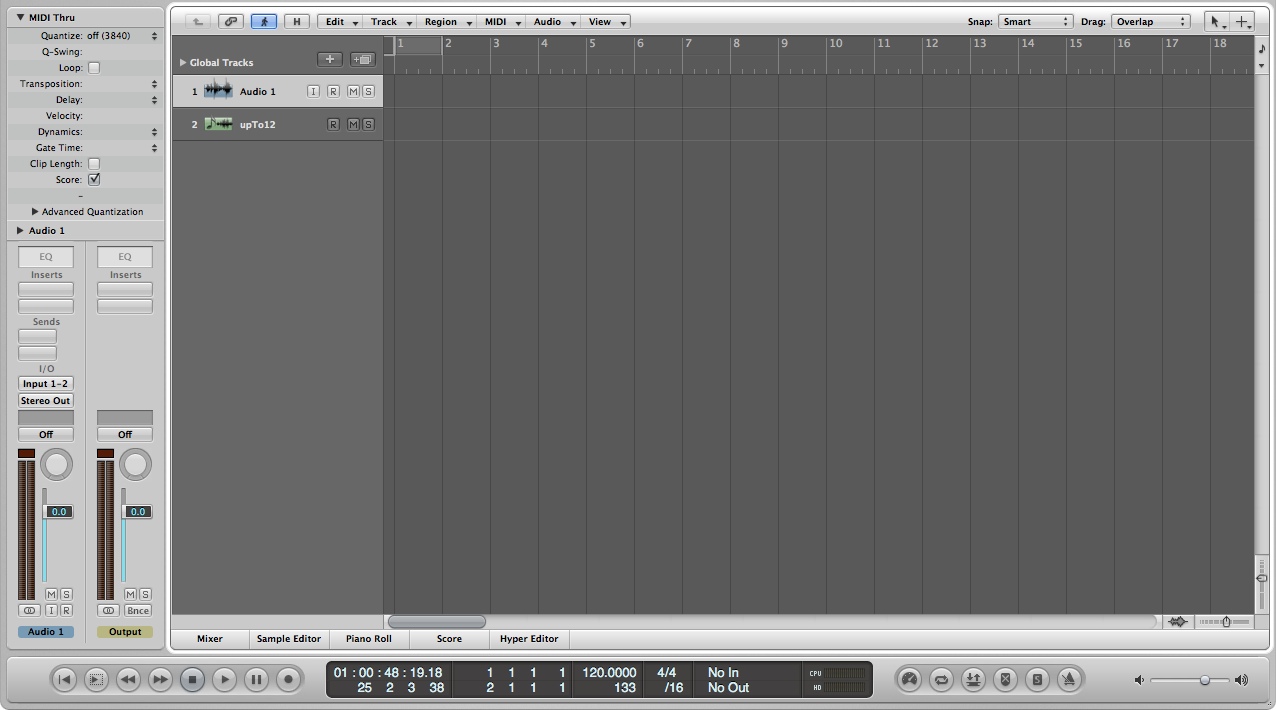 MIDI Thru
Quantize: off (3840)
Q-Swing:
Loop:
Transposition:
Delay:
Velocity:
Dynamics:
Gate Time:
Clip Length:
Score:
–
Advanced Quantization
Audio 1
EQ EQ
Inserts Inserts
Sends
I/O
Input 1-2
Stereo Out
Off Off
0.0 0.0
M S M S
I R Bnce
Audio 1 Output
H Edit Track Region MIDI Audio View Snap: Smart Drag: Overlap
1 2 3 4 5 6 7 8 9 10 11 12 13 14 15 16 17 18
Global Tracks
1 Audio 1 I R M S
2 upTo12 R M S
Mixer Sample Editor Piano Roll Score Hyper Editor
01 : 00 : 48 : 19.18 1 1 1 1 120.0000 4/4 No In CPU
25 2 3 38 2 1 1 1 133 /16 No Out HD
S